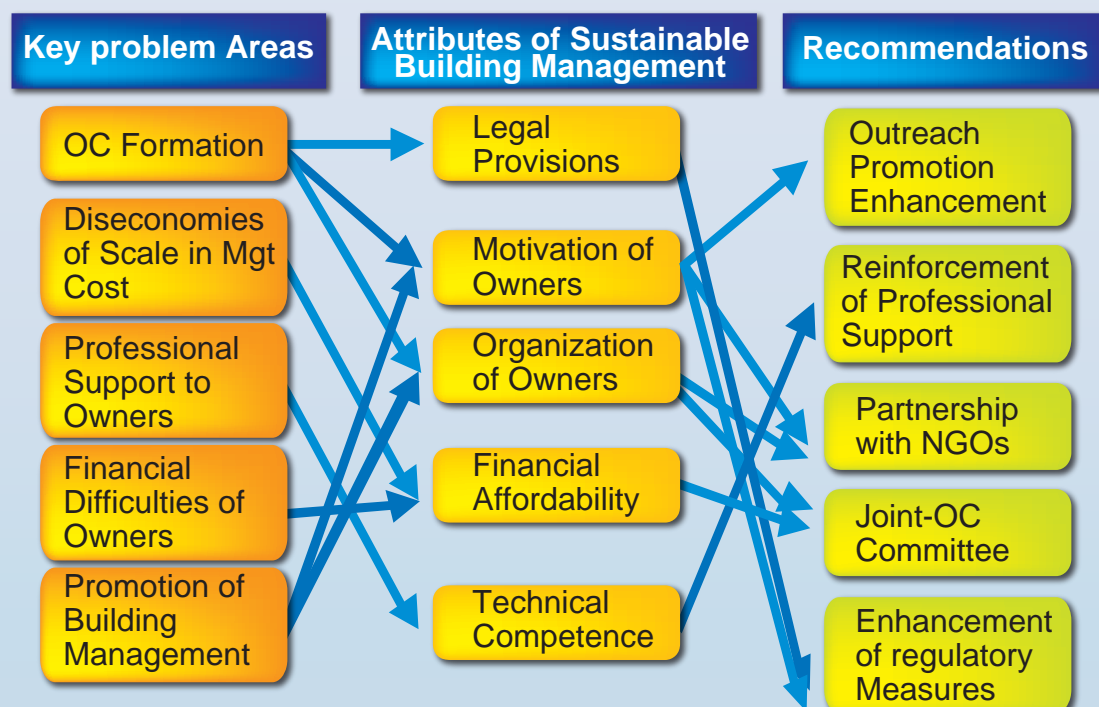 Key problem Areas
Attributes of Sustainable
Building Management
Recommendations
OC Formation
Diseconomies
of Scale in Mgt
Cost
Professional
Support to
Owners
Financial
Difficulties of
Owners
Promotion of
Building
Management
Legal
Provisions
Motivation of
Owners
Organization
of Owners
Financial
Affordability
Technical
Competence
Outreach
Promotion
Enhancement
Reinforcement
of Professional
Support
Partnership
with NGOs
Joint-OC
Committee
Enhancement
of regulatory
Measures